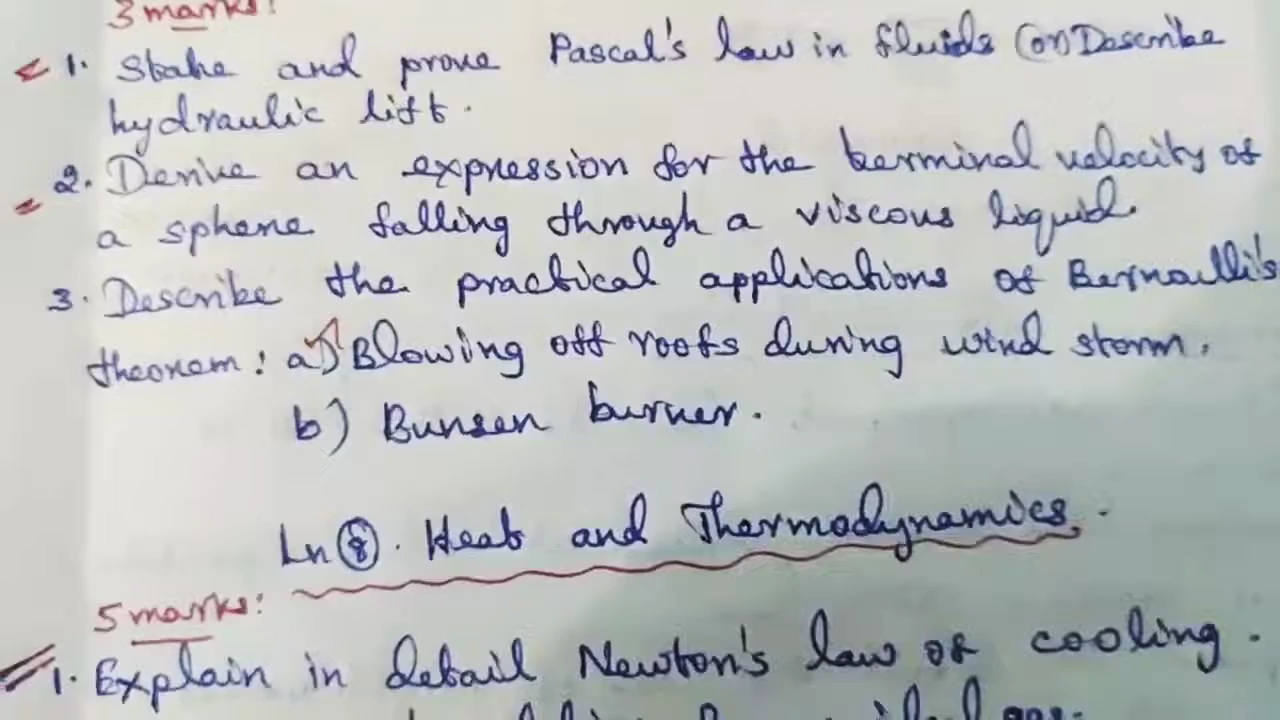 3 marks:
1. State and prove Pascal's law in fluids (or) Describe
hydraulic lift.
2. Derive an expression for the terminal velocity of
a sphere falling through a viscous liquid.
3. Describe the practical applications of Bernoulli's
theorem: a) Blowing off roofs during wind storm.
b) Bunsen burner.
Ln 8. Heat and Thermodynamics.
5 marks:
1. Explain in detail Newton's law of cooling.
gas.